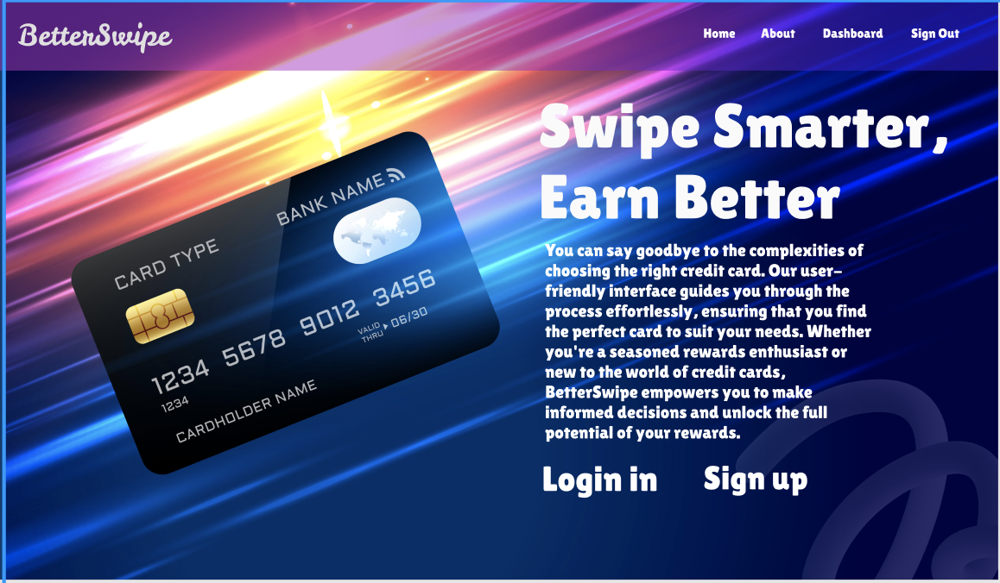 BetterSwipe
Home About Dashboard Sign Out
Swipe Smarter,
Earn Better
You can say goodbye to the complexities of
choosing the right credit card. Our user-
friendly interface guides you through the
process effortlessly, ensuring that you find
the perfect card to suit your needs. Whether
you're a seasoned rewards enthusiast or
new to the world of credit cards,
BetterSwipe empowers you to make
informed decisions and unlock the full
potential of your rewards.
Login in Sign up
BANK NAME
CARD TYPE
1234 5678 9012 3456
1234
VALID
THRU 06/30
CARDHOLDER NAME